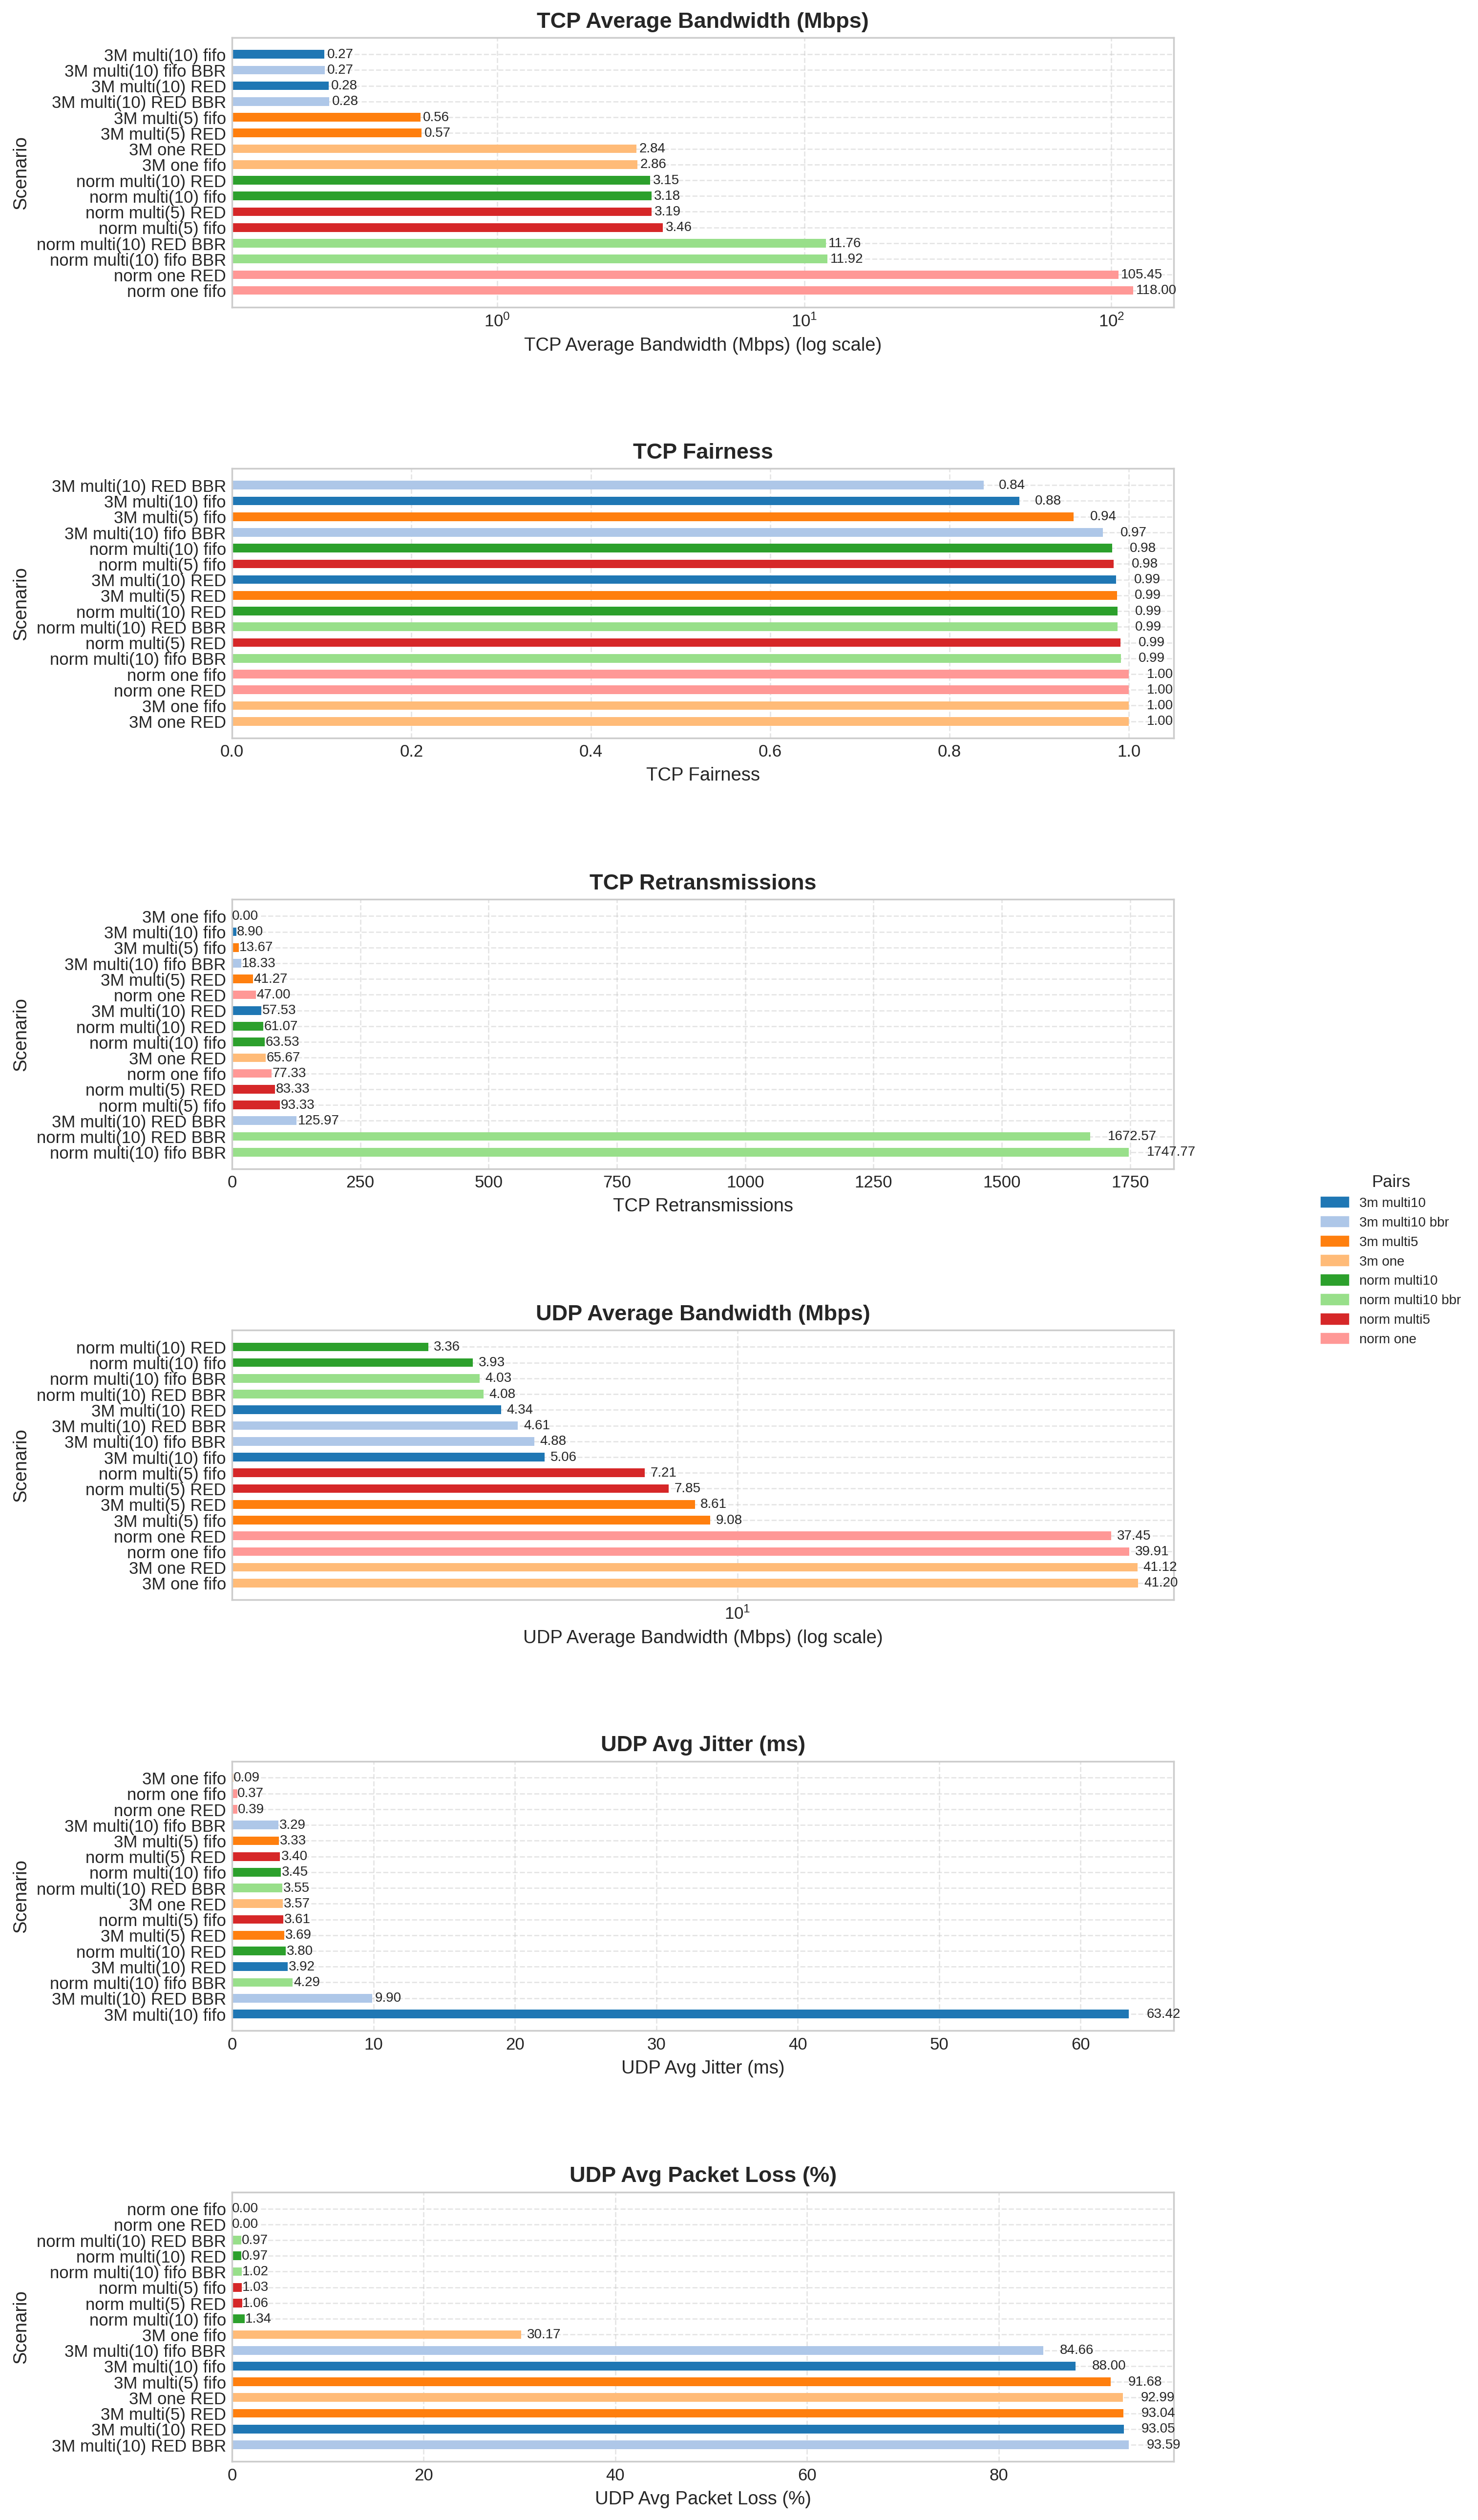 TCP Average Bandwidth (Mbps)
Scenario
3M multi(10) fifo 0.27
3M multi(10) fifo BBR 0.27
3M multi(10) RED 0.28
3M multi(10) RED BBR 0.28
3M multi(5) fifo 0.56
3M multi(5) RED 0.57
3M one RED 2.84
3M one fifo 2.86
norm multi(10) RED 3.15
norm multi(10) fifo 3.18
norm multi(5) RED 3.19
norm multi(5) fifo 3.46
norm multi(10) RED BBR 11.76
norm multi(10) fifo BBR 11.92
norm one RED 105.45
norm one fifo 118.00
10⁰ 10¹ 10²
TCP Average Bandwidth (Mbps) (log scale)
TCP Fairness
Scenario
3M multi(10) RED BBR 0.84
3M multi(10) fifo 0.88
3M multi(5) fifo 0.94
3M multi(10) fifo BBR 0.97
norm multi(10) fifo 0.98
norm multi(5) fifo 0.98
3M multi(10) RED 0.99
3M multi(5) RED 0.99
norm multi(10) RED 0.99
norm multi(10) RED BBR 0.99
norm multi(5) RED 0.99
norm multi(10) fifo BBR 0.99
norm one fifo 1.00
norm one RED 1.00
3M one fifo 1.00
3M one RED 1.00
0.0 0.2 0.4 0.6 0.8 1.0
TCP Fairness
TCP Retransmissions
Scenario
3M one fifo 0.00
3M multi(10) fifo 8.90
3M multi(5) fifo 13.67
3M multi(10) fifo BBR 18.33
3M multi(5) RED 41.27
norm one RED 47.00
3M multi(10) RED 57.53
norm multi(10) RED 61.07
norm multi(10) fifo 63.53
3M one RED 65.67
norm one fifo 77.33
norm multi(5) RED 83.33
norm multi(5) fifo 93.33
3M multi(10) RED BBR 125.97
norm multi(10) RED BBR 1672.57
norm multi(10) fifo BBR 1747.77
0 250 500 750 1000 1250 1500 1750
TCP Retransmissions
Pairs
3m multi10
3m multi10 bbr
3m multi5
3m one
norm multi10
norm multi10 bbr
norm multi5
norm one
UDP Average Bandwidth (Mbps)
Scenario
norm multi(10) RED 3.36
norm multi(10) fifo 3.93
norm multi(10) fifo BBR 4.03
norm multi(10) RED BBR 4.08
3M multi(10) RED 4.34
3M multi(10) RED BBR 4.61
3M multi(10) fifo BBR 4.88
3M multi(10) fifo 5.06
norm multi(5) fifo 7.21
norm multi(5) RED 7.85
3M multi(5) RED 8.61
3M multi(5) fifo 9.08
norm one RED 37.45
norm one fifo 39.91
3M one RED 41.12
3M one fifo 41.20
10¹
UDP Average Bandwidth (Mbps) (log scale)
UDP Avg Jitter (ms)
Scenario
3M one fifo 0.09
norm one fifo 0.37
norm one RED 0.39
3M multi(10) fifo BBR 3.29
3M multi(5) fifo 3.33
norm multi(5) RED 3.40
norm multi(10) fifo 3.45
norm multi(10) RED BBR 3.55
3M one RED 3.57
norm multi(5) fifo 3.61
3M multi(5) RED 3.69
norm multi(10) RED 3.80
3M multi(10) RED 3.92
norm multi(10) fifo BBR 4.29
3M multi(10) RED BBR 9.90
3M multi(10) fifo 63.42
0 10 20 30 40 50 60
UDP Avg Jitter (ms)
UDP Avg Packet Loss (%)
Scenario
norm one fifo 0.00
norm one RED 0.00
norm multi(10) RED BBR 0.97
norm multi(10) RED 0.97
norm multi(10) fifo BBR 1.02
norm multi(5) fifo 1.03
norm multi(5) RED 1.06
norm multi(10) fifo 1.34
3M one fifo 30.17
3M multi(10) fifo BBR 84.66
3M multi(10) fifo 88.00
3M multi(5) fifo 91.68
3M one RED 92.99
3M multi(5) RED 93.04
3M multi(10) RED 93.05
3M multi(10) RED BBR 93.59
0 20 40 60 80
UDP Avg Packet Loss (%)